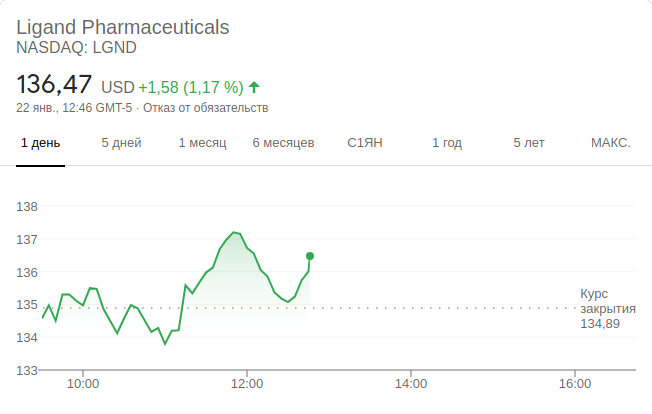 Ligand Pharmaceuticals
NASDAQ: LGND
136,47 USD +1,58 (1,17 %)
22 янв., 12:46 GMT-5 · Отказ от обязательств
1 день 5 дней 1 месяц 6 месяцев С1ЯН 1 год 5 лет МАКС.
138
137
136
135
134
133
Курс
закрытия
134,89
10:00 12:00 14:00 16:00